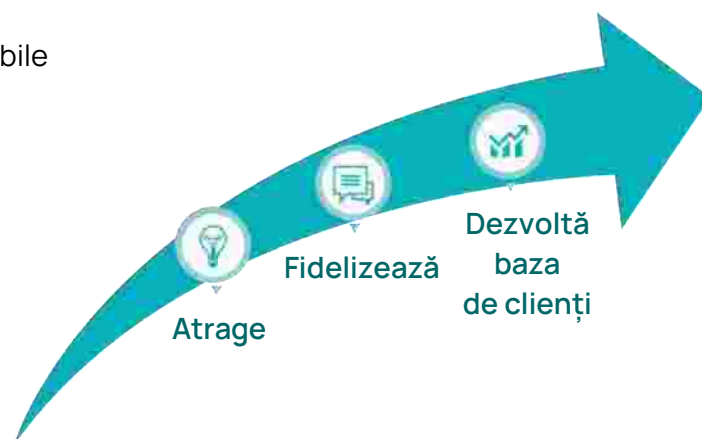 bile
Atrage
Fidelizează
Dezvoltă
baza
de clienți